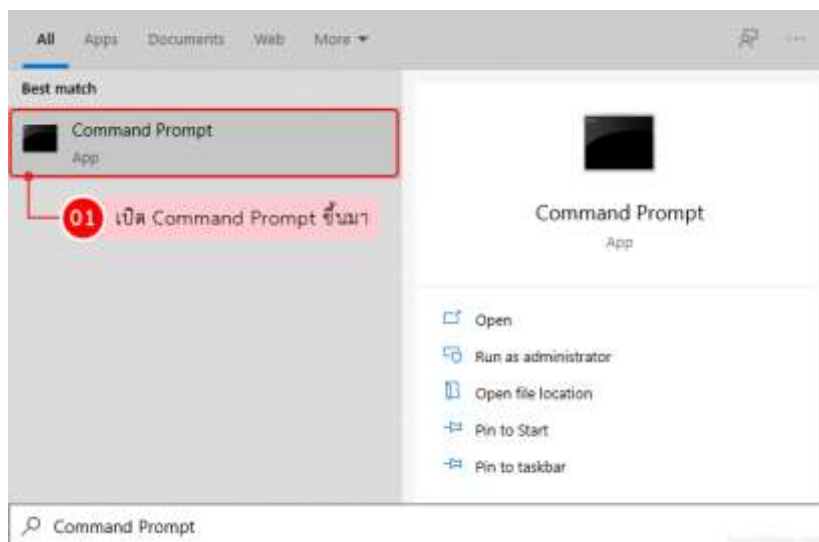 All Apps Documents Web More
Best match
Command Prompt
App
01 เปิด Command Prompt ขึ้นมา
Command Prompt
App
Open
Run as administrator
Open file location
Pin to Start
Pin to taskbar
Command Prompt